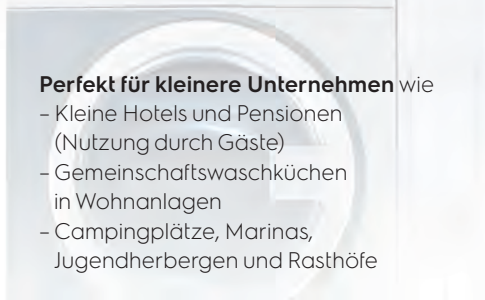 Perfekt für kleinere Unternehmen wie
– Kleine Hotels und Pensionen
(Nutzung durch Gäste)
– Gemeinschaftswaschküchen
in Wohnanlagen
– Campingplätze, Marinas,
Jugendherbergen und Rasthöfe